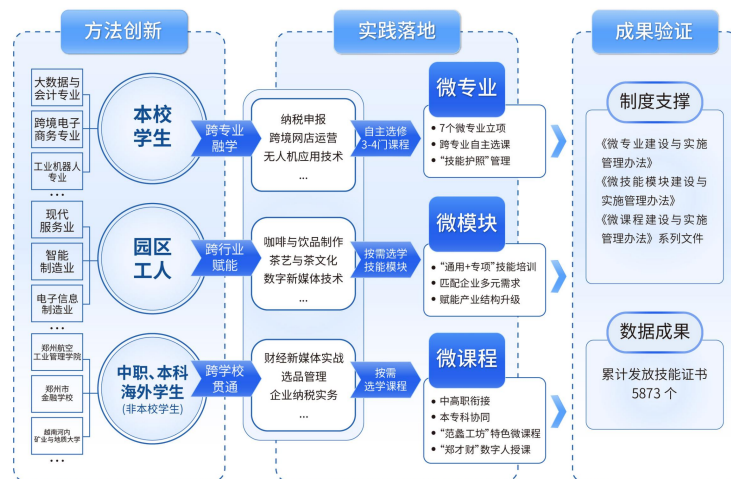 方法创新
实践落地
成果验证
大数据与
会计专业
跨境电子
商务专业
工业机器人
专业
...
本校
学生
跨专业
融学
纳税申报
跨境网店运营
无人机应用技术
...
自主选修
3-4门课程
微专业
• 7个微专业立项
• 跨专业自主选课
• “技能护照”管理
现代
服务业
智能
制造业
电子信息
制造业
...
园区
工人
跨行业
赋能
咖啡与饮品制作
茶艺与茶文化
数字新媒体技术
...
按需选学
技能模块
微模块
• “通用+专项”技能培训
• 匹配企业多元需求
• 赋能产业结构升级
郑州航空
工业管理学院
郑州市
金融学校
越南河内
矿业与地质大学
...
中职、本科
海外学生
(非本校学生)
跨学校
贯通
财经新媒体实战
选品管理
企业纳税实务
...
按需
选学课程
微课程
• 中高职衔接
• 本专科协同
• “范蠡工坊”特色微课程
• “郑才财”数字人授课
制度支撑
《微专业建设与实施
管理办法》
《微技能模块建设与
实施管理办法》
《微课程建设与实施
管理办法》系列文件
数据成果
累计发放技能证书
5873 个